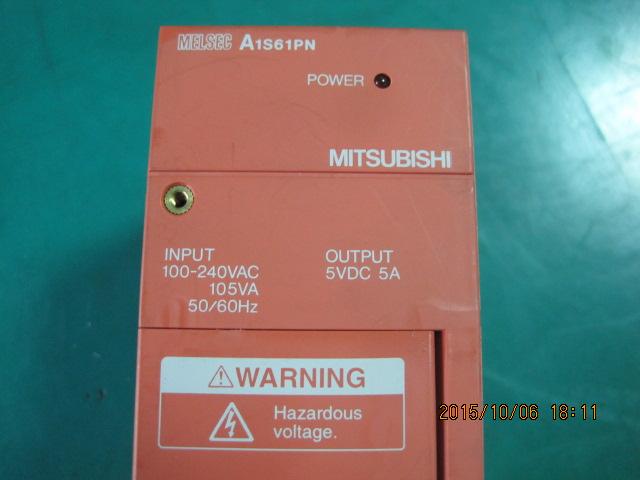 MELSEC A1S61PN
POWER
MITSUBISHI
INPUT
100-240VAC
105VA
50/60Hz
OUTPUT
5VDC 5A
WARNING
Hazardous
voltage.
2015/10/06 18:11